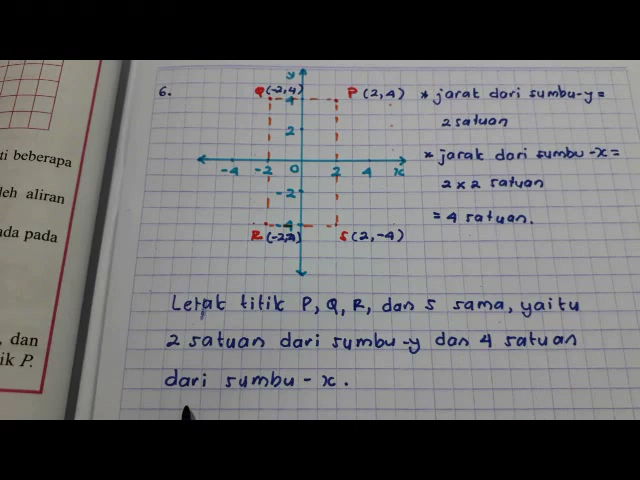 ti beberapa
leh aliran
ada pada
, dan
ik P.
6.
y
Q(-2,4)
P (2,4)
4
2
-4 -2 0 2 4 x
-2
-4
S(2,-4)
* jarak dari sumbu-y=
2 satuan
* jarak dari sumbu-x=
2 x 2 satuan
= 4 satuan.
Letak titik P, Q, R, dan S sama, yaitu
2 satuan dari sumbu-y dan 4 satuan
dari sumbu-x.